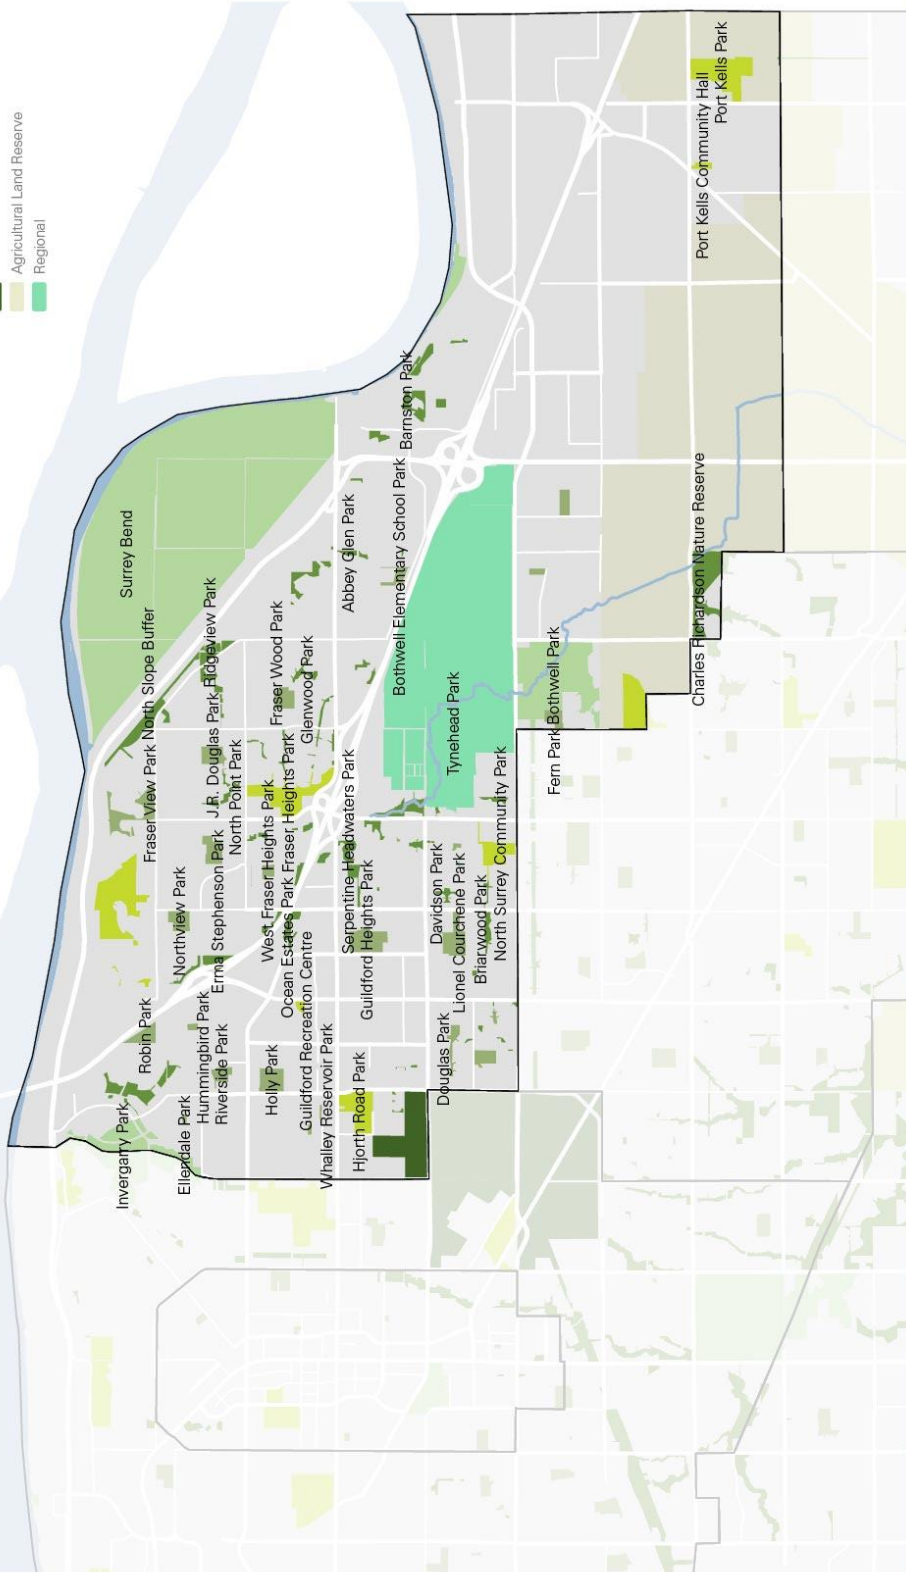 Agricultural Land Reserve
Regional
Surrey Bend
North Slope Buffer
Fraser View Park
Ridgeview Park
J.R. Douglas Park
North Point Park
Northview Park
Erma Stephenson Park
Robin Park
Hummingbird Park
Riverside Park
Invergarry Park
Ellendale Park
Fraser Wood Park
Glenwood Park
Fraser Heights Park
West Fraser Heights Park
Ocean Estates Park
Holly Park
Guildford Recreation Centre
Whalley Reservoir Park
Abbey Glen Park
Serpentine Headwaters Park
Guildford Heights Park
Hjorth Road Park
Barnston Park
Bothwell Elementary School Park
Tynehead Park
Davidson Park
Lionel Courchene Park
Briarwood Park
North Surrey Community Park
Douglas Park
Bothwell Park
Fern Park
Port Kells Park
Port Kells Community Hall
Charles Richardson Nature Reserve